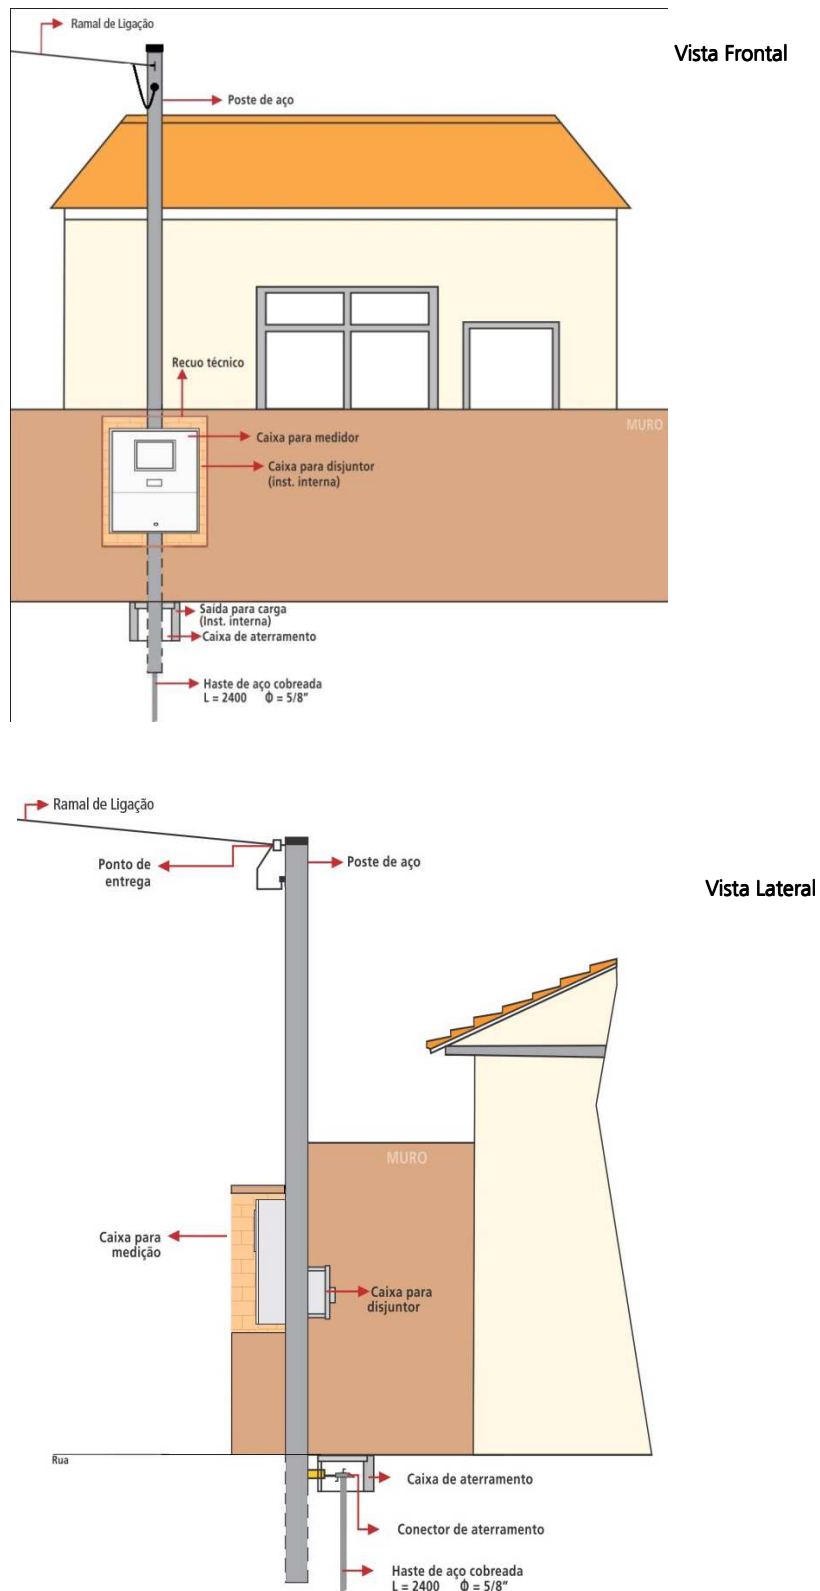 Ramal de Ligação
Vista Frontal
Poste de aço
Recuo técnico
MURO
Caixa para medidor
Caixa para disjuntor
(inst. interna)
Saída para carga
(Inst. interna)
Caixa de aterramento
Haste de aço cobreada
L = 2400 Φ = 5/8”
Ramal de Ligação
Ponto de
entrega
Poste de aço
Vista Lateral
MURO
Caixa para
medição
Caixa para
disjuntor
Rua
Caixa de aterramento
Conector de aterramento
Haste de aço cobreada
L = 2400 Φ = 5/8”